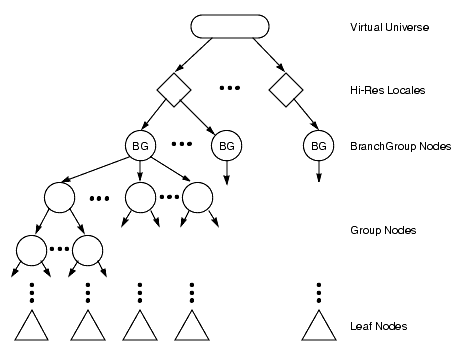 Virtual Universe
Hi-Res Locales
BG BG BG BranchGroup Nodes
Group Nodes
Leaf Nodes